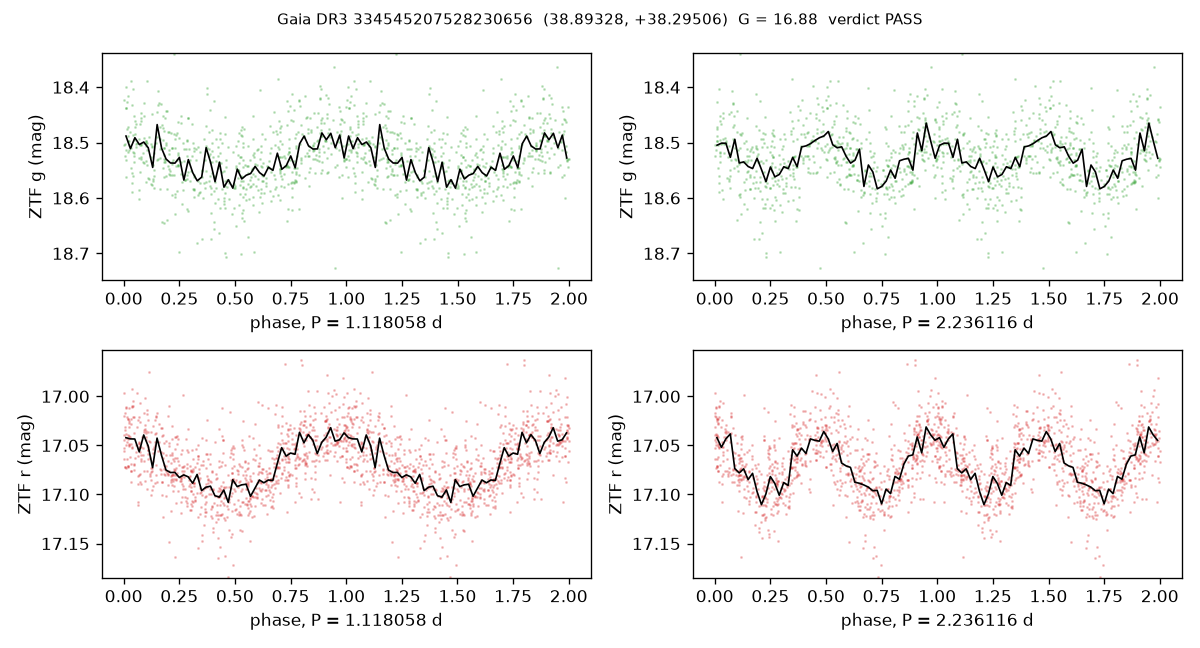 Gaia DR3 334545207528230656  (38.89328, +38.29506)  G = 16.88  verdict PASS
ZTF g (mag)
18.4
18.5
18.6
18.7
0.00 0.25 0.50 0.75 1.00 1.25 1.50 1.75 2.00
phase, P = 1.118058 d
ZTF g (mag)
18.4
18.5
18.6
18.7
0.00 0.25 0.50 0.75 1.00 1.25 1.50 1.75 2.00
phase, P = 2.236116 d
ZTF r (mag)
17.00
17.05
17.10
17.15
0.00 0.25 0.50 0.75 1.00 1.25 1.50 1.75 2.00
phase, P = 1.118058 d
ZTF r (mag)
17.00
17.05
17.10
17.15
0.00 0.25 0.50 0.75 1.00 1.25 1.50 1.75 2.00
phase, P = 2.236116 d